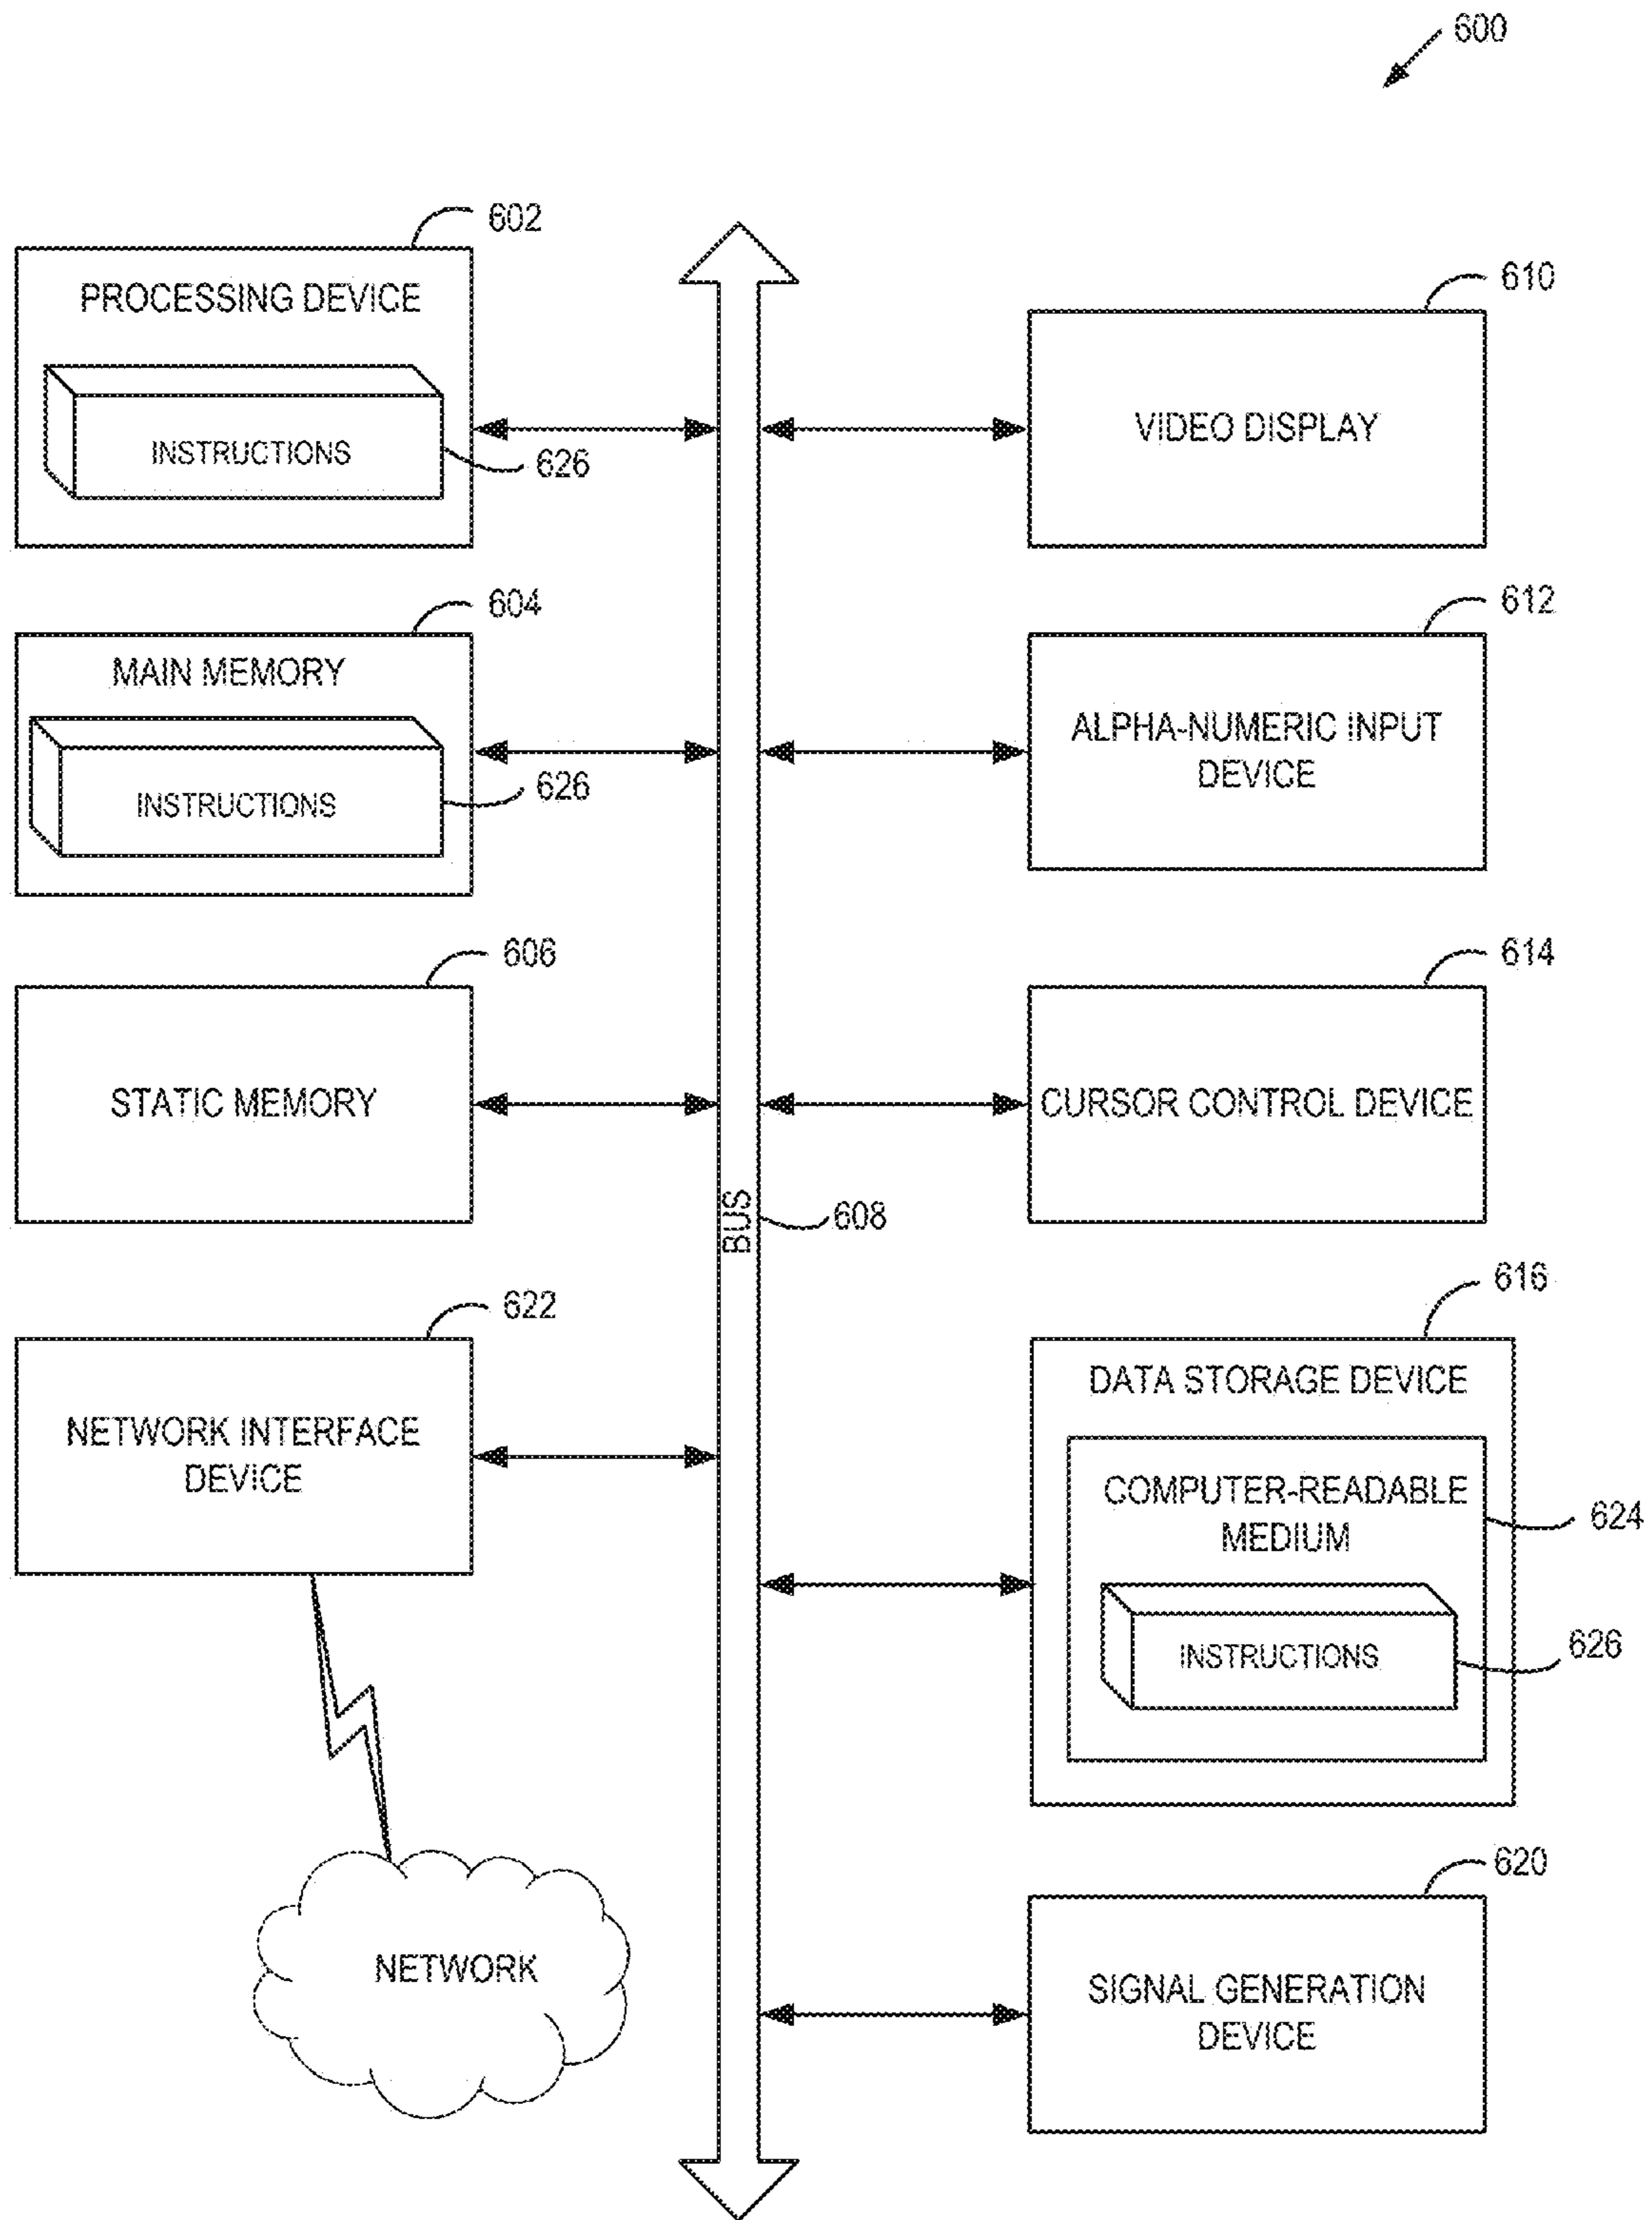 600
602
PROCESSING DEVICE
INSTRUCTIONS
626
610
VIDEO DISPLAY
604
MAIN MEMORY
INSTRUCTIONS
626
612
ALPHA-NUMERIC INPUT
DEVICE
606
STATIC MEMORY
614
CURSOR CONTROL DEVICE
BUS
608
622
NETWORK INTERFACE
DEVICE
616
DATA STORAGE DEVICE
COMPUTER-READABLE
MEDIUM
624
INSTRUCTIONS
626
NETWORK
620
SIGNAL GENERATION
DEVICE